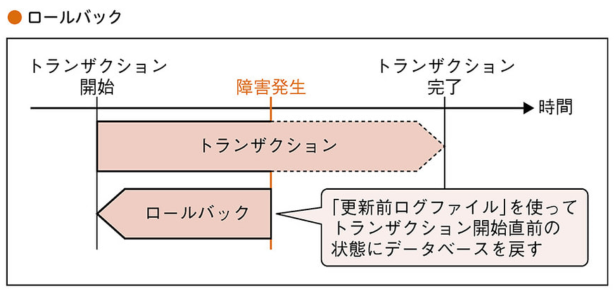 ロールバック
トランザクション
開始
障害発生
トランザクション
完了
時間
トランザクション
ロールバック
「更新前ログファイル」を使って
トランザクション開始直前の
状態にデータベースを戻す